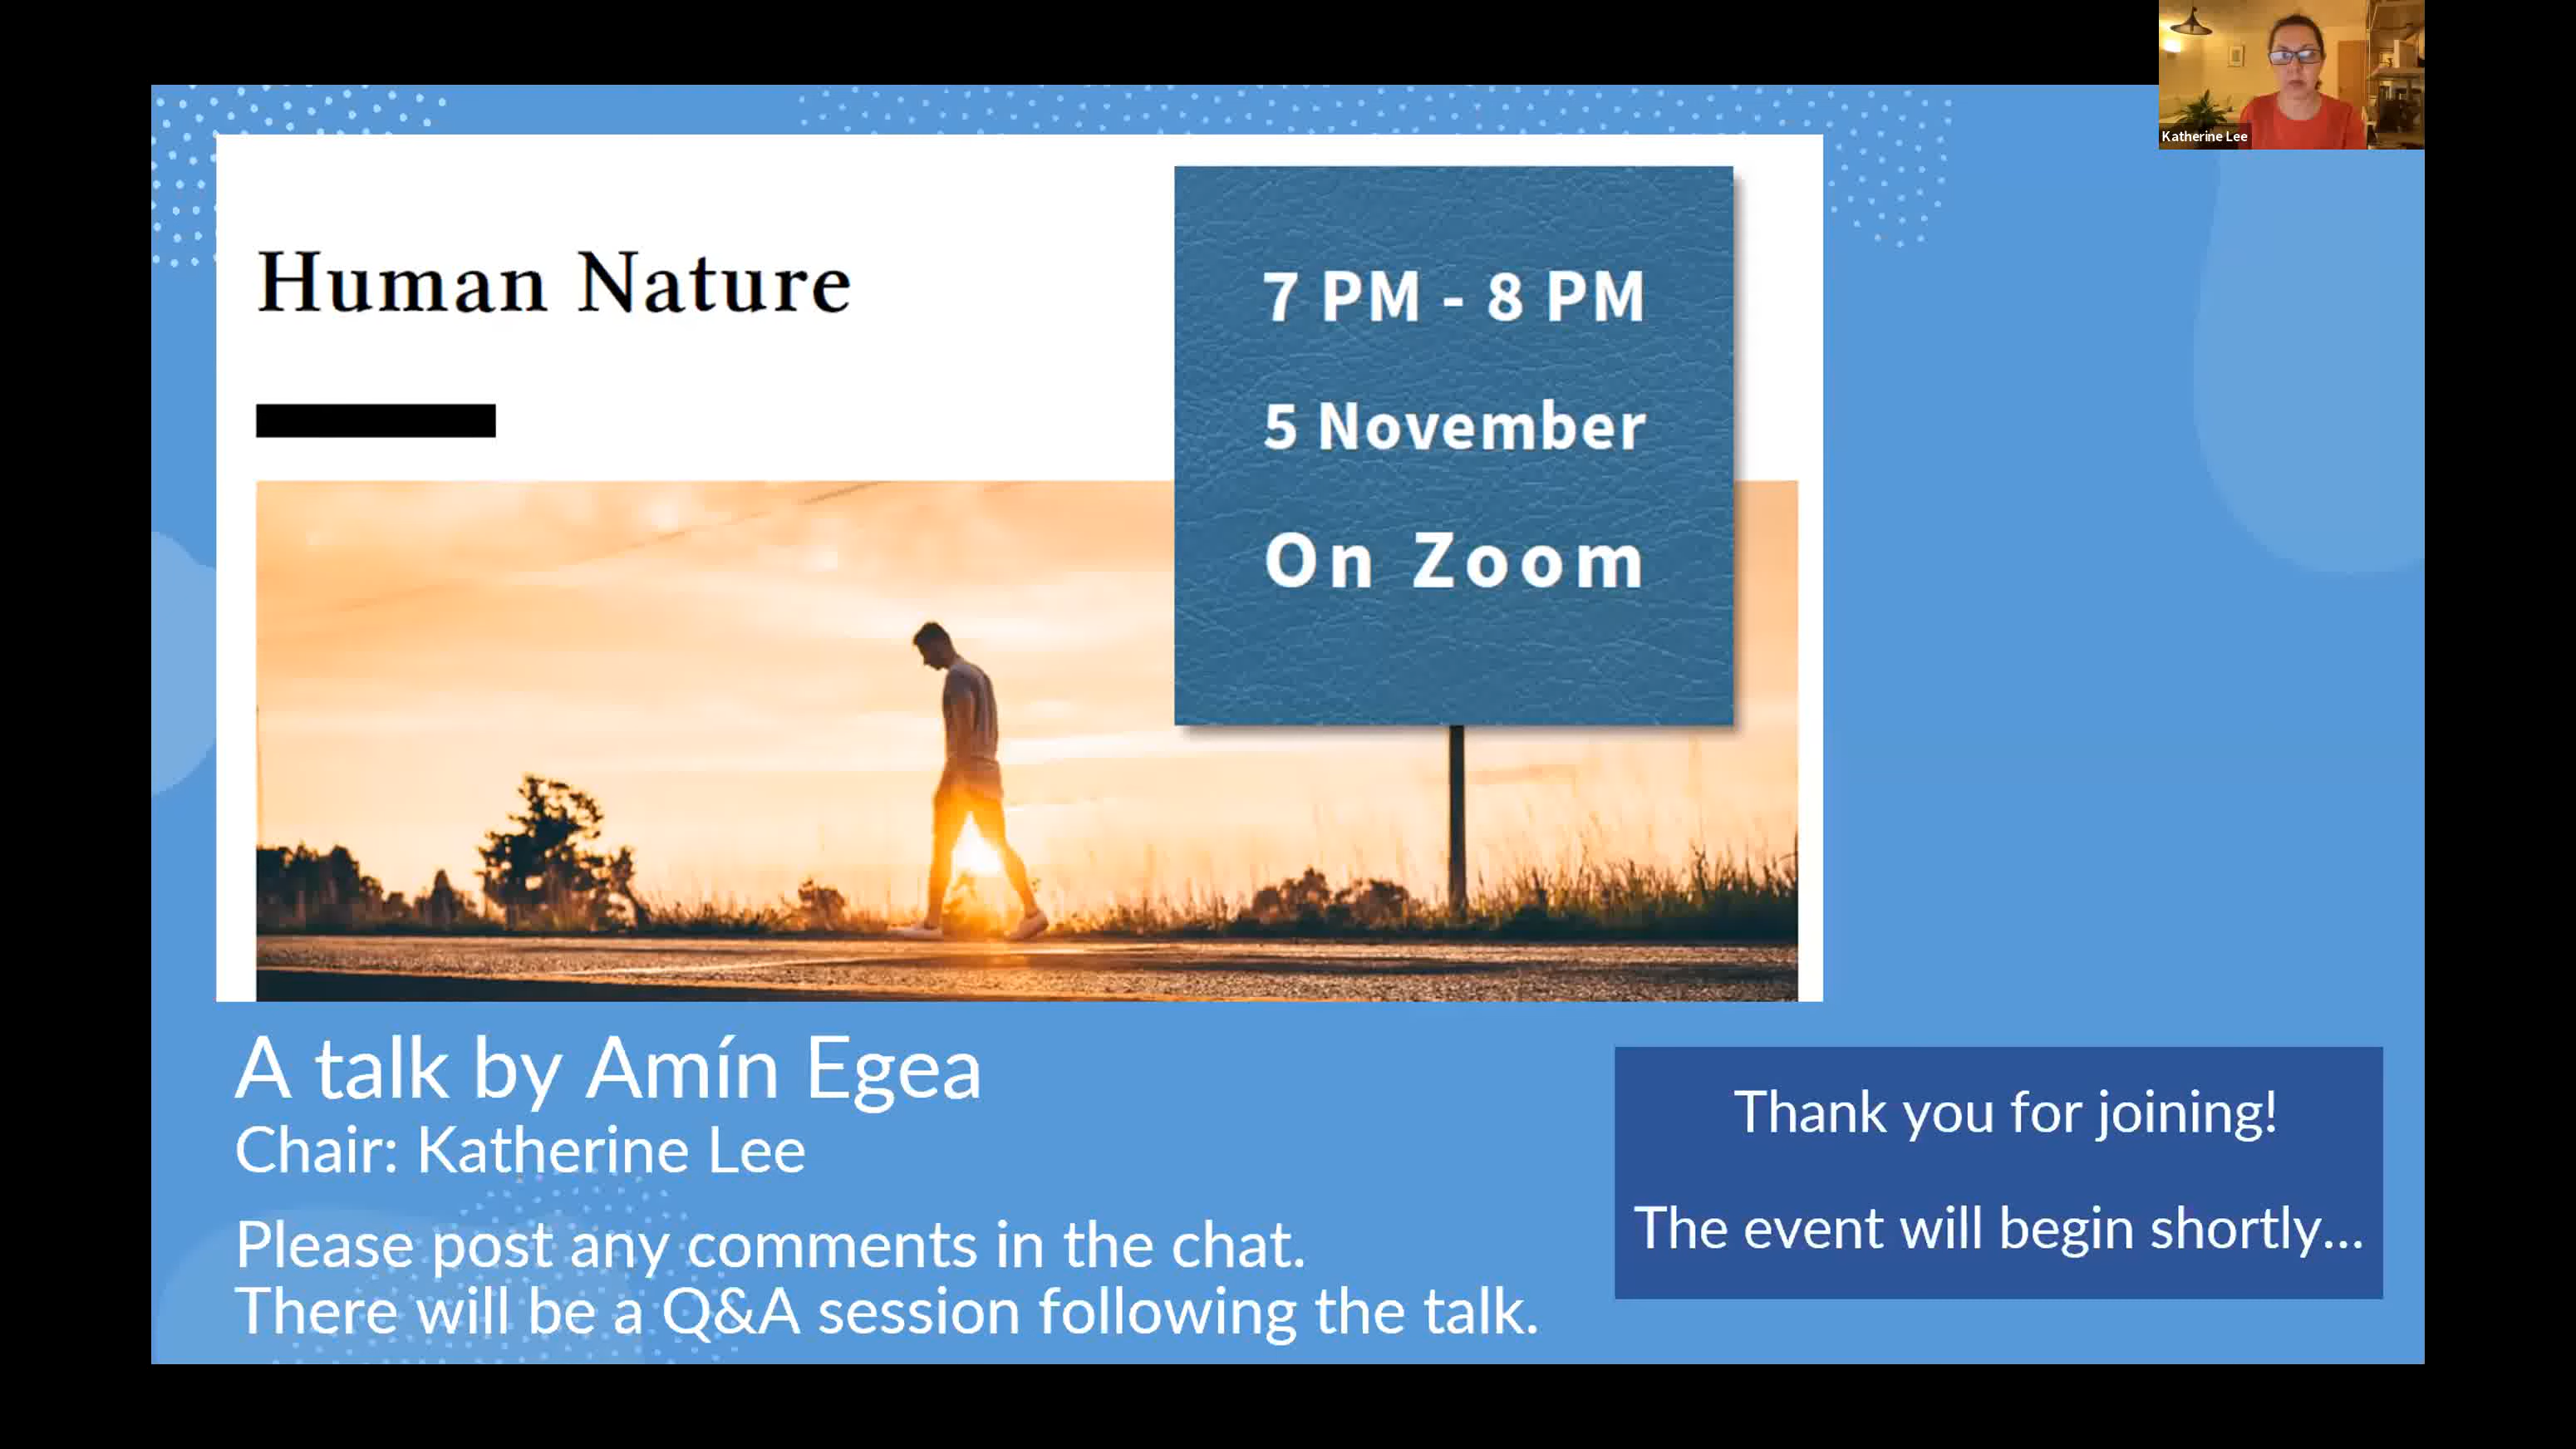 Katherine Lee
Human Nature
7 PM - 8 PM
5 November
On Zoom
A talk by Amín Egea
Chair: Katherine Lee
Please post any comments in the chat.
There will be a Q&A session following the talk.
Thank you for joining!
The event will begin shortly...